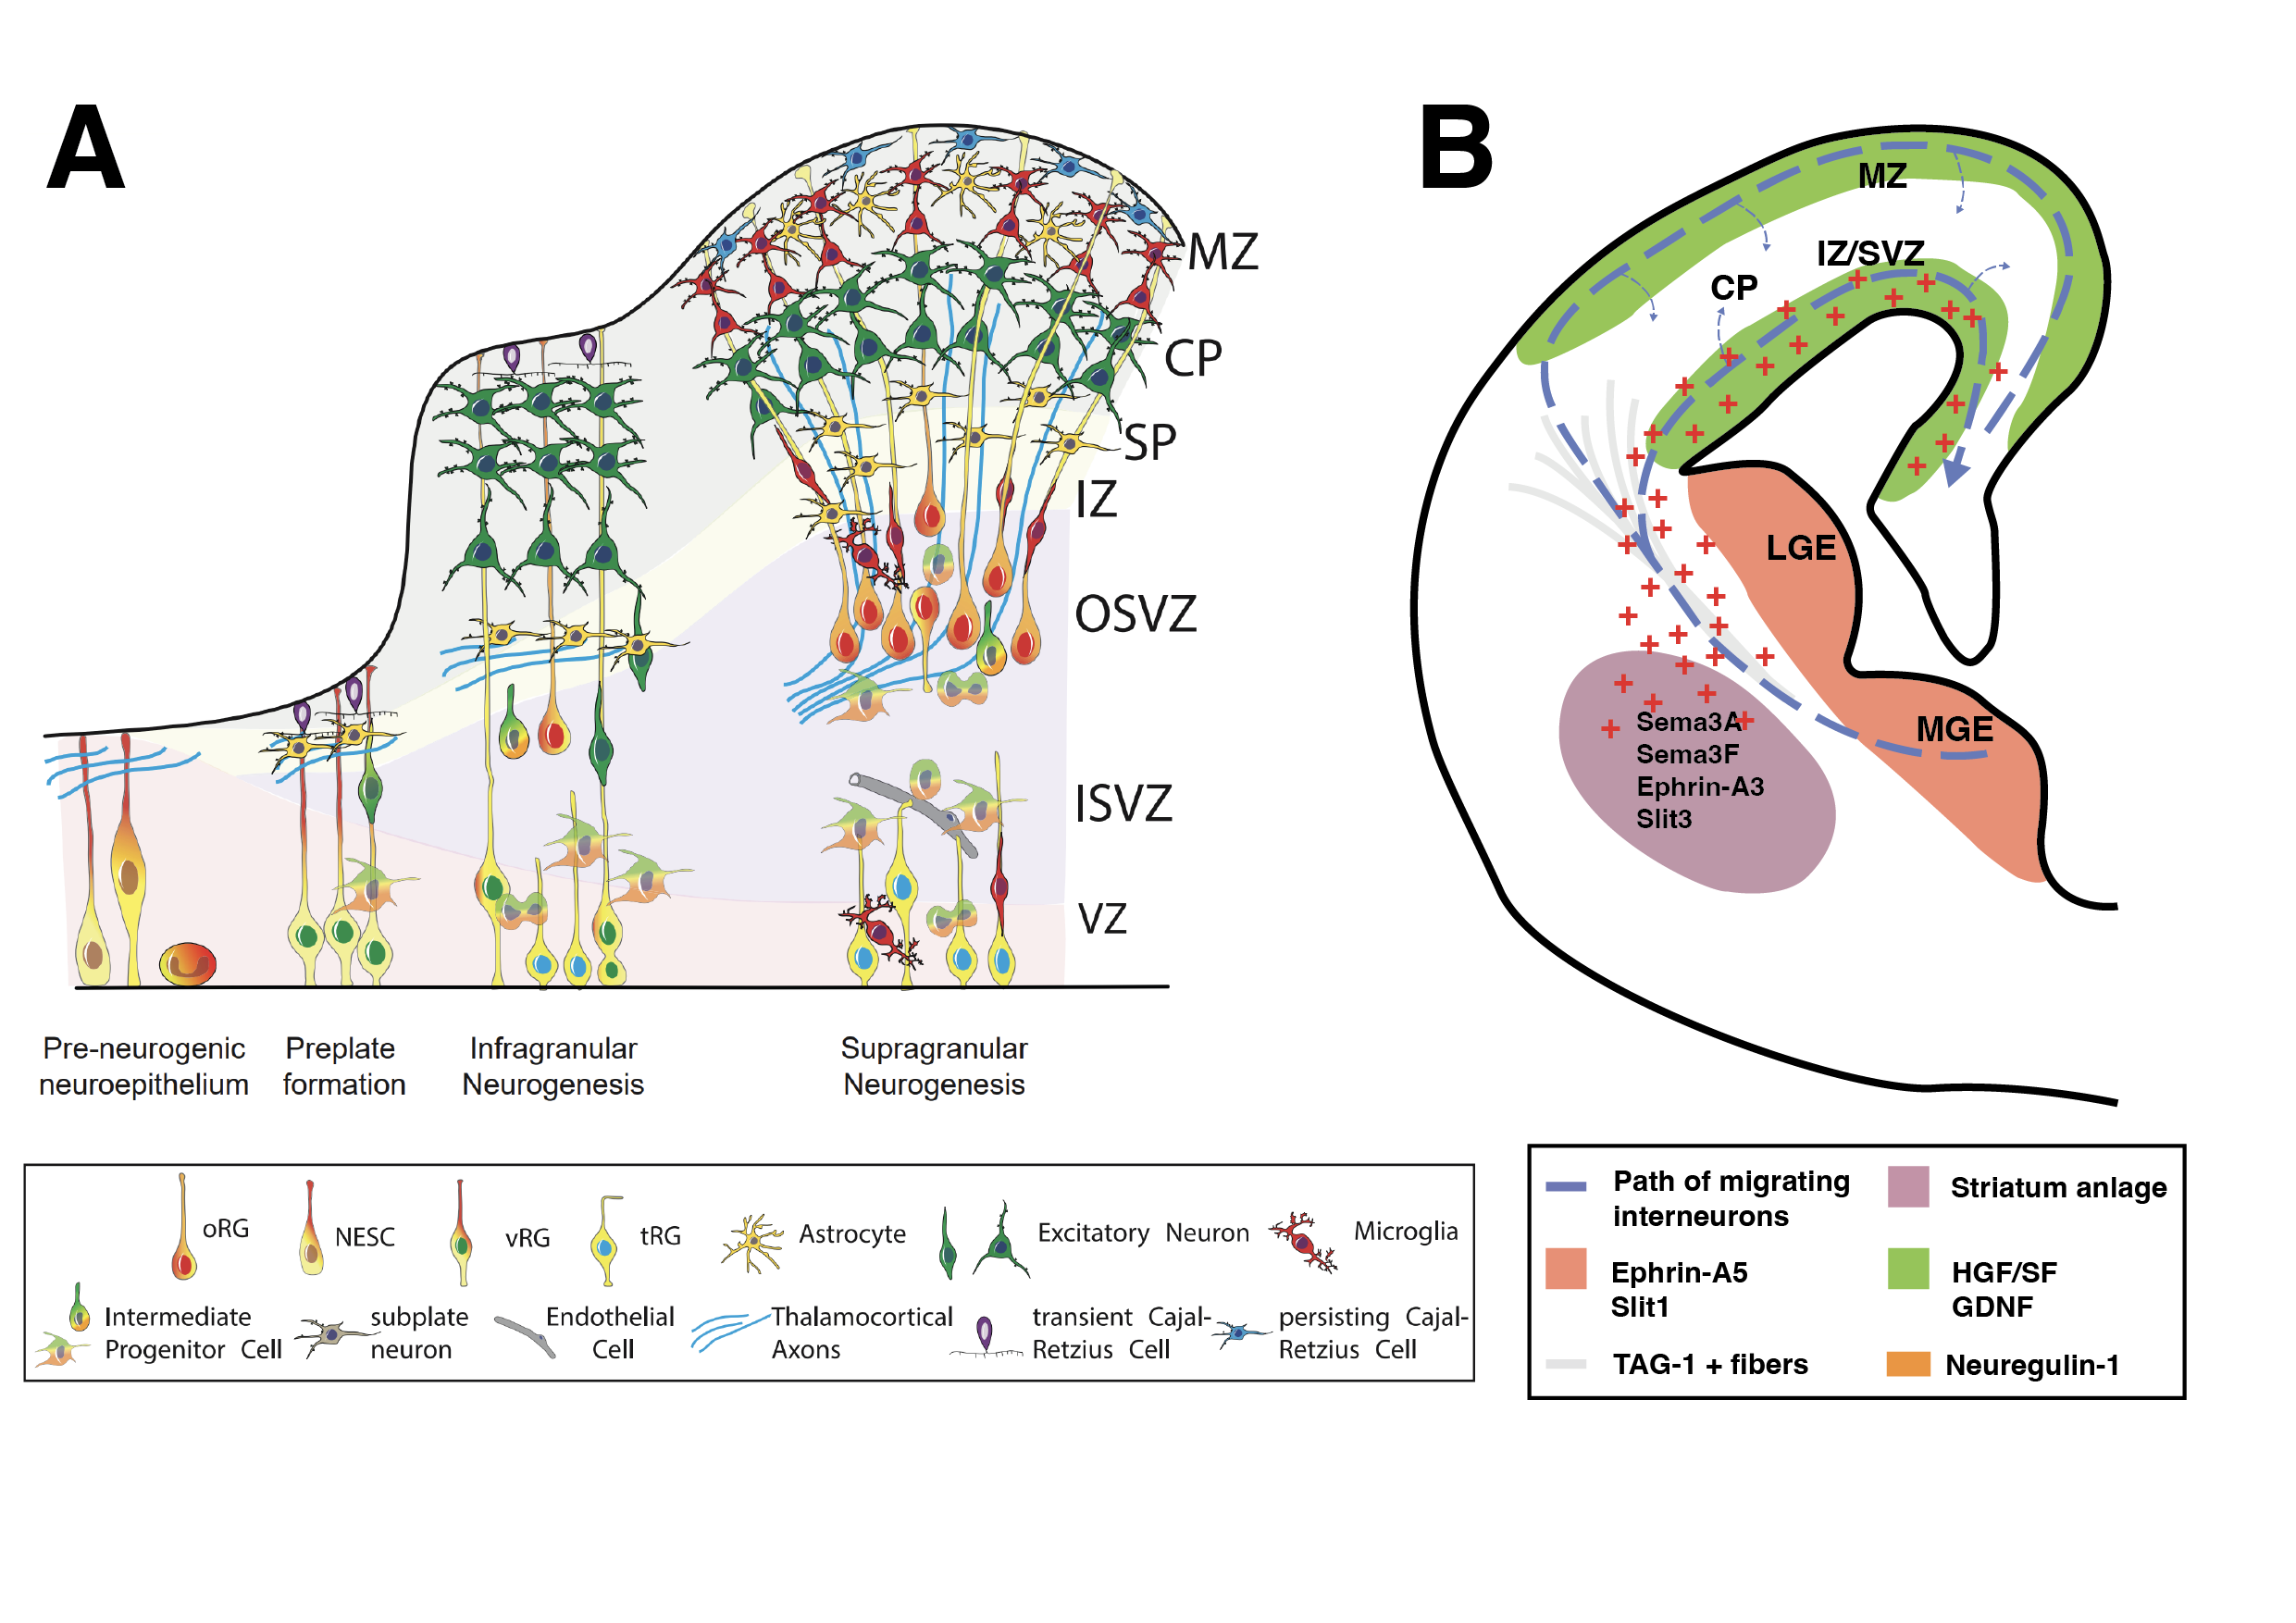 A
MZ
CP
SP
IZ
OSVZ
ISVZ
VZ
Pre-neurogenic
neuroepithelium
Preplate
formation
Infragranular
Neurogenesis
Supragranular
Neurogenesis
oRG
NESC
vRG
tRG
Astrocyte
Excitatory Neuron
Microglia
Intermediate
Progenitor Cell
subplate
neuron
Endothelial
Cell
Thalamocortical
Axons
transient Cajal-
Retzius Cell
persisting Cajal-
Retzius Cell
B
MZ
IZ/SVZ
CP
LGE
MGE
Sema3A
Sema3F
Ephrin-A3
Slit3
Path of migrating
interneurons
Striatum anlage
Ephrin-A5
Slit1
HGF/SF
GDNF
TAG-1 + fibers
Neuregulin-1